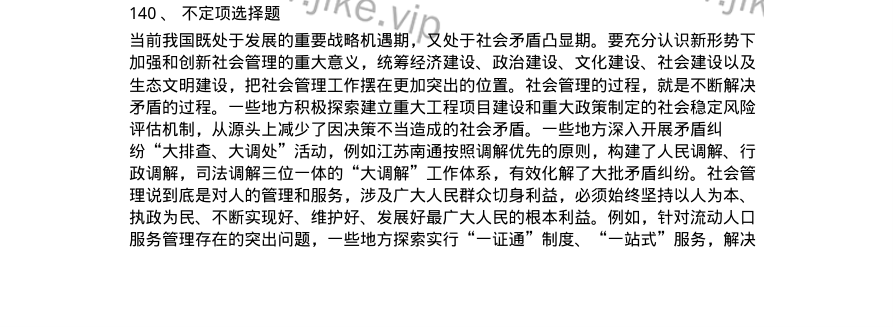 jike.vip
jike.vip
140 、 不定项选择题
当前我国既处于发展的重要战略机遇期，又处于社会矛盾凸显期。要充分认识新形势下
加强和创新社会管理的重大意义，统筹经济建设、政治建设、文化建设、社会建设以及
生态文明建设，把社会管理工作摆在更加突出的位置。社会管理的过程，就是不断解决
矛盾的过程。一些地方积极探索建立重大工程项目建设和重大政策制定的社会稳定风险
评估机制，从源头上减少了因决策不当造成的社会矛盾。一些地方深入开展矛盾纠
纷“大排查、大调处”活动，例如江苏南通按照调解优先的原则，构建了人民调解、行
政调解，司法调解三位一体的“大调解”工作体系，有效化解了大批矛盾纠纷。社会管
理说到底是对人的管理和服务，涉及广大人民群众切身利益，必须始终坚持以人为本、
执政为民、不断实现好、维护好、发展好最广大人民的根本利益。例如，针对流动人口
服务管理存在的突出问题，一些地方探索实行“一证通”制度、“一站式”服务，解决